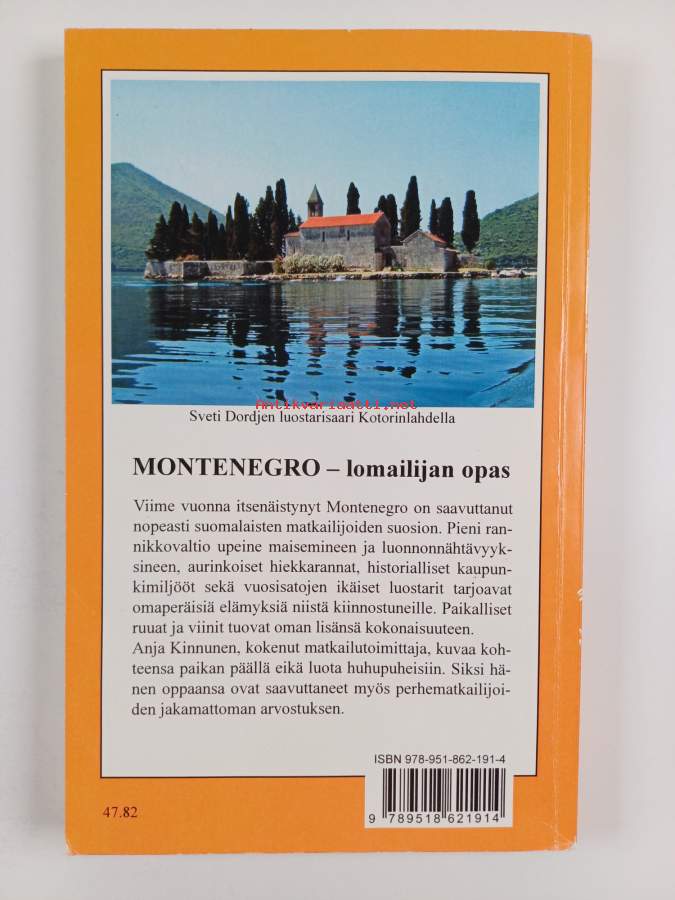 Antikvariaatti.net
Sveti Dordjen luostarisaari Kotorinlahdella
MONTENEGRO – lomailijan opas
Viime vuonna itsenäistynyt Montenegro on saavuttanut
nopeasti suomalaisten matkailijoiden suosion. Pieni ran-
nikkovaltio upeine maisemineen ja luonnonnähtävyyk-
sineen, aurinkoiset hiekkarannat, historialliset kaupun-
kimiljööt sekä vuosisatojen ikäiset luostarit tarjoavat
omaperäisiä elämyksiä niistä kiinnostuneille. Paikalliset
ruuat ja viinit tuovat oman lisänsä kokonaisuuteen.
Anja Kinnunen, kokenut matkailutoimittaja, kuvaa koh-
teensa paikan päällä eikä luota huhupuheisiin. Siksi hä-
nen oppaansa ovat saavuttaneet myös perhematkailijoi-
den jakamattoman arvostuksen.
ISBN 978-951-862-191-4
9 789518 621914
47.82